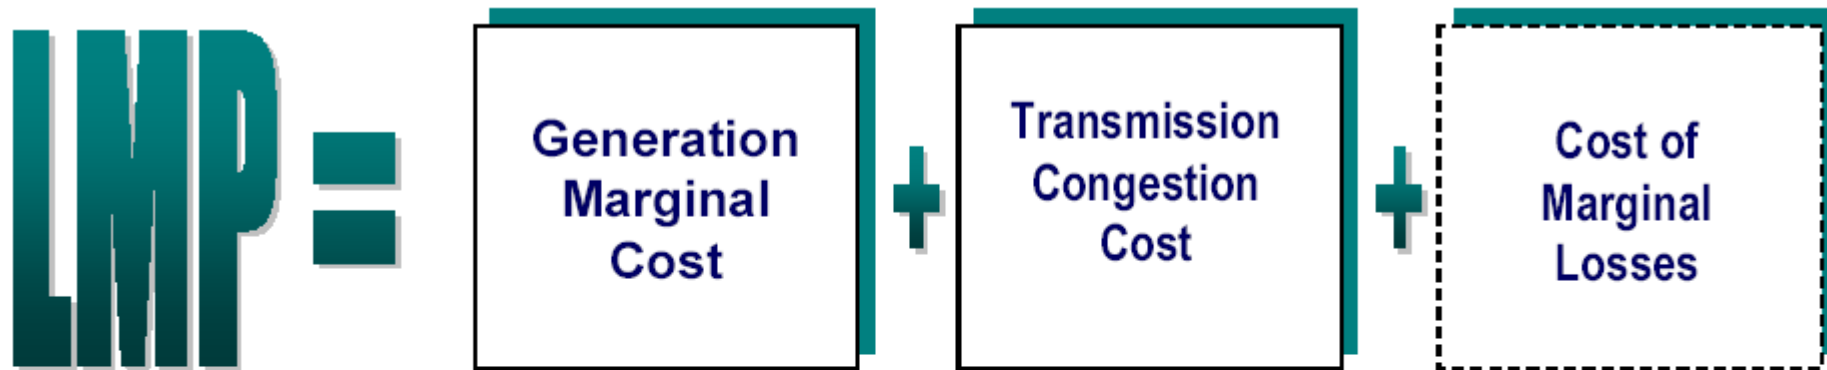 LMP =
Generation
Marginal
Cost
+
Transmission
Congestion
Cost
+
Cost of
Marginal
Losses